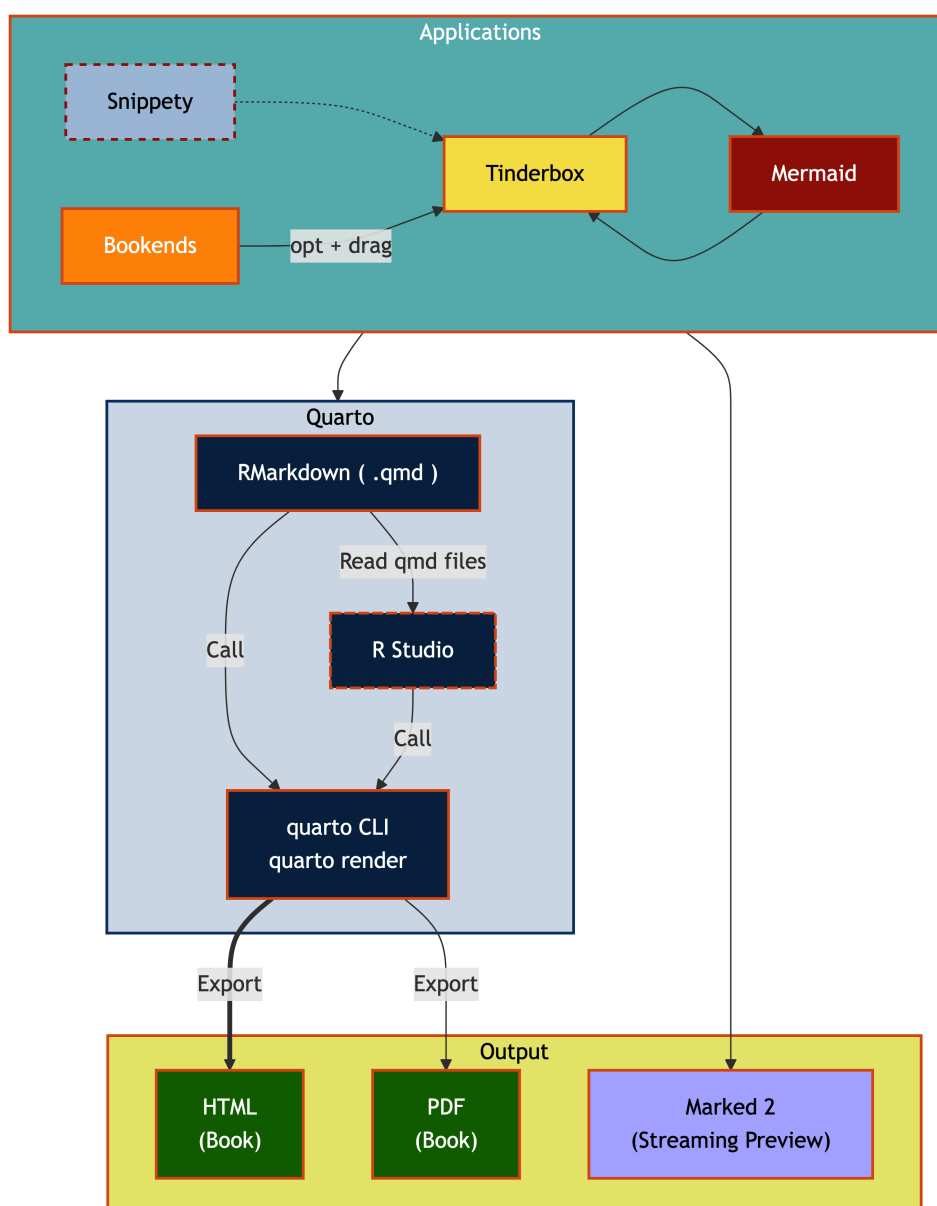 Applications
Snippety
Tinderbox
Mermaid
Bookends
opt + drag
Quarto
RMarkdown ( .qmd )
Read qmd files
Call
R Studio
Call
quarto CLI
quarto render
Export
Export
Output
HTML
(Book)
PDF
(Book)
Marked 2
(Streaming Preview)